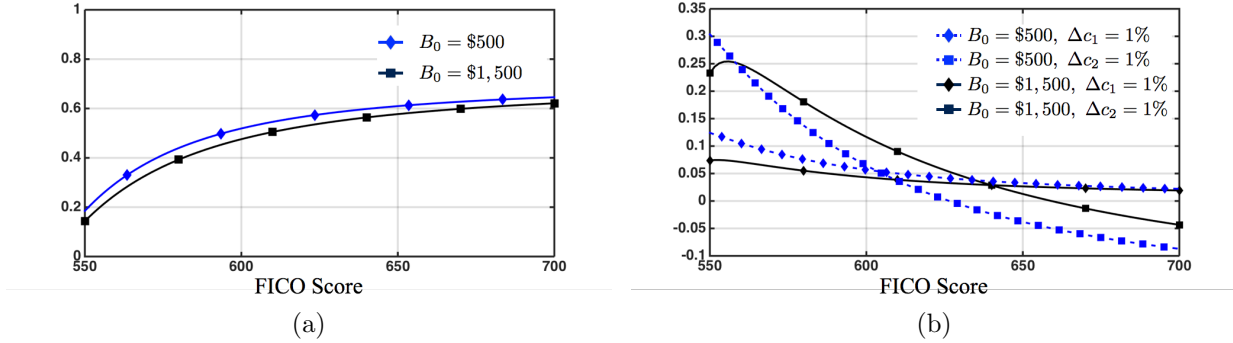 1
0.8
0.6
0.4
0.2
0
550
600
650
700
FICO Score
B₀ = $500
B₀ = $1,500
(a)
0.35
0.3
0.25
0.2
0.15
0.1
0.05
0
-0.05
-0.1
550
600
650
700
FICO Score
B₀ = $500, Δc₁ = 1%
B₀ = $500, Δc₂ = 1%
B₀ = $1,500, Δc₁ = 1%
B₀ = $1,500, Δc₂ = 1%
(b)